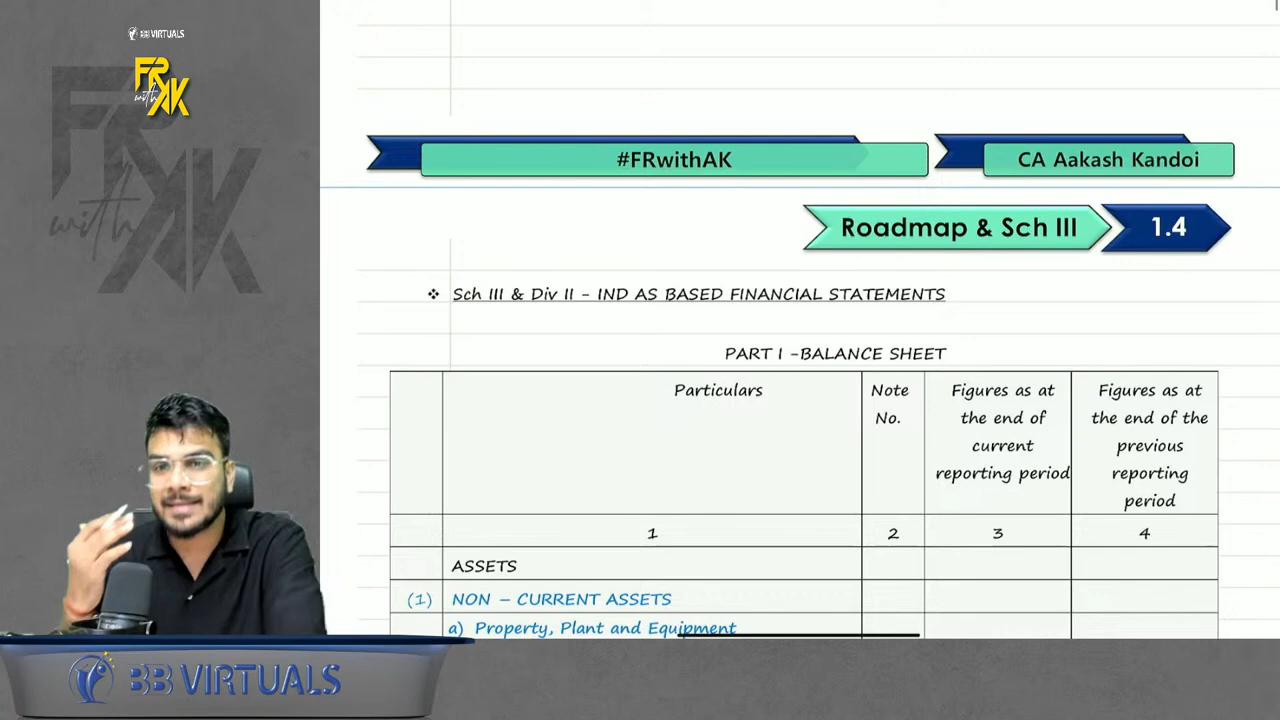 BB VIRTUALS
FR
with
AK
FR
with
AK
#FRwithAK
CA Aakash Kandoi
Roadmap & Sch III
1.4
❖ Sch III & Div II - IND AS BASED FINANCIAL STATEMENTS
PART I -BALANCE SHEET
Particulars
Note
No.
Figures as at
the end of
current
reporting period
Figures as at
the end of the
previous
reporting
period
1
2
3
4
ASSETS
(1) NON – CURRENT ASSETS
a) Property, Plant and Equipment
BB VIRTUALS